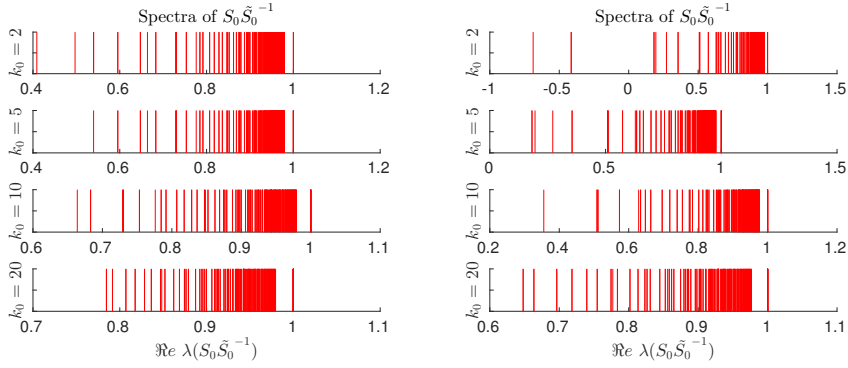 Spectra of $S_0\tilde{S}_0^{-1}$
$k_0 = 2$
0.4 0.6 0.8 1 1.2
$k_0 = 5$
0.4 0.6 0.8 1 1.2
$k_0 = 10$
0.6 0.7 0.8 0.9 1 1.1
$k_0 = 20$
0.7 0.8 0.9 1 1.1
$\Re e\ \lambda(S_0\tilde{S}_0^{-1})$
Spectra of $S_0\tilde{S}_0^{-1}$
$k_0 = 2$
-1 -0.5 0 0.5 1 1.5
$k_0 = 5$
0 0.5 1 1.5
$k_0 = 10$
0.2 0.4 0.6 0.8 1 1.2
$k_0 = 20$
0.6 0.7 0.8 0.9 1 1.1
$\Re e\ \lambda(S_0\tilde{S}_0^{-1})$